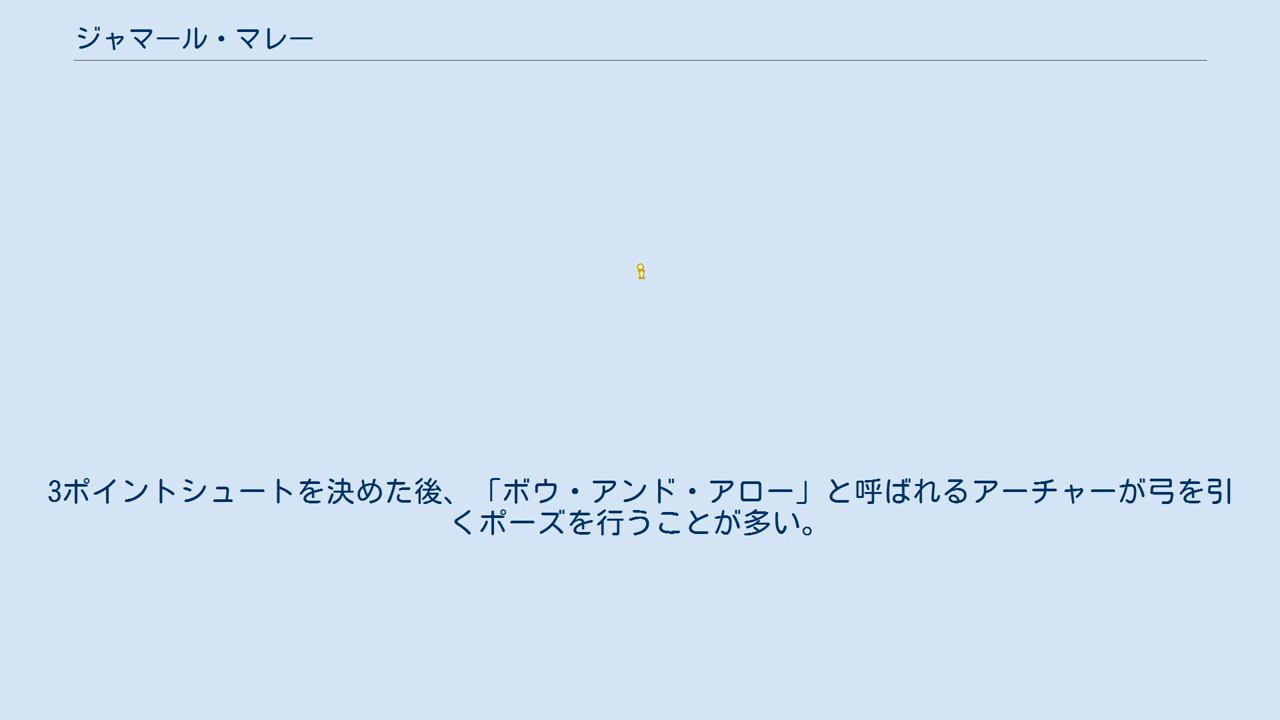 ジャマール・マレー
3ポイントシュートを決めた後、「ボウ・アンド・アロー」と呼ばれるアーチャーが弓を引
くポーズを行うことが多い。